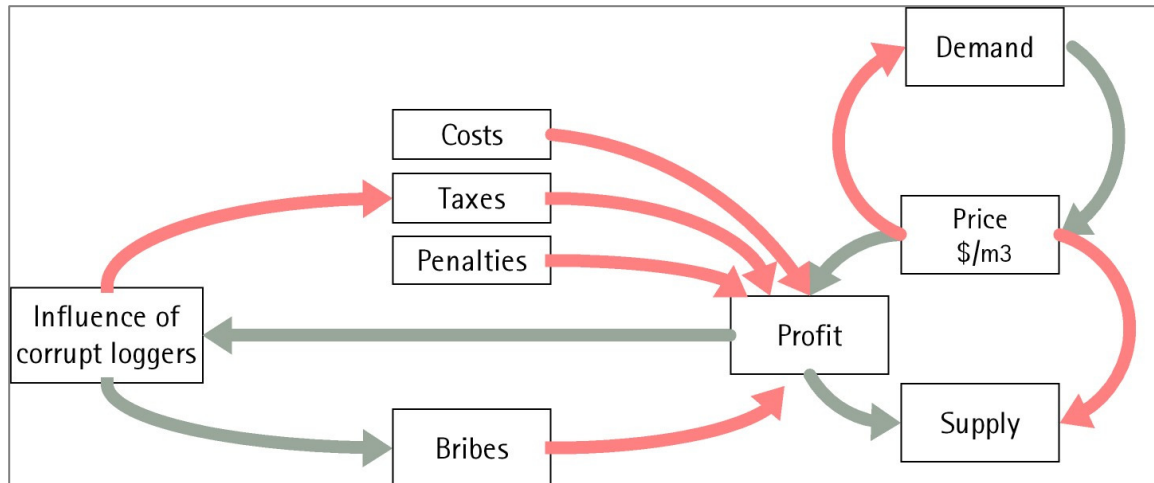 Demand
Costs
Taxes
Penalties
Price
$/m3
Influence of
corrupt loggers
Profit
Bribes
Supply